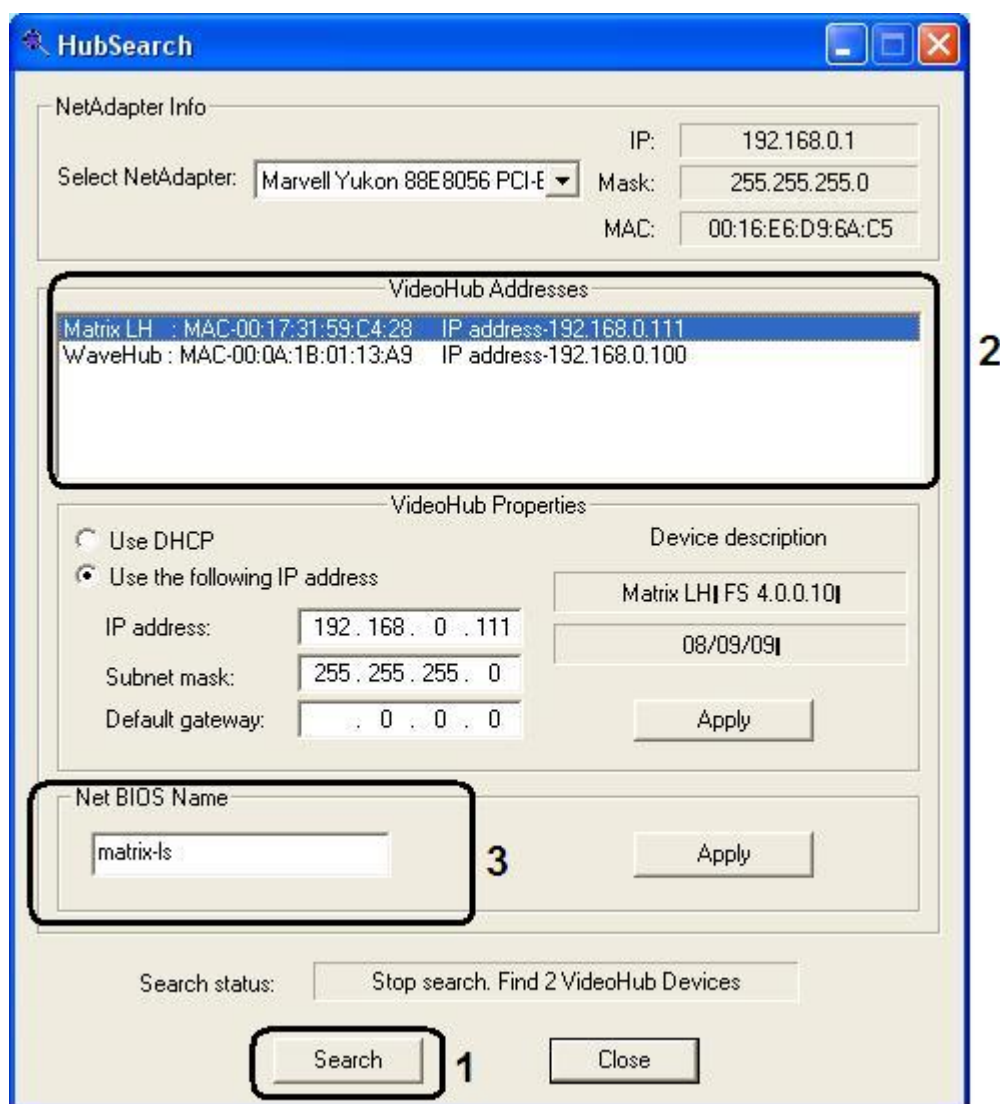 HubSearch
NetAdapter Info
IP: 192.168.0.1
Select NetAdapter: Marvell Yukon 88E8056 PCI-E Mask: 255.255.255.0
MAC: 00:16:E6:D9:6A:C5
VideoHub Addresses
Matrix LH : MAC-00:17:31:59:C4:28 IP address-192.168.0.111
WaveHub : MAC-00:0A:1B:01:13:A9 IP address-192.168.0.100
2
VideoHub Properties
Use DHCP
Device description
Use the following IP address
Matrix LH FS 4.0.0.10
IP address: 192 . 168 . 0 . 111
08/09/09
Subnet mask: 255 . 255 . 255 . 0
Default gateway: . 0 . 0 . 0
Apply
Net BIOS Name
matrix-ls
3
Apply
Search status: Stop search. Find 2 VideoHub Devices
Search
1
Close